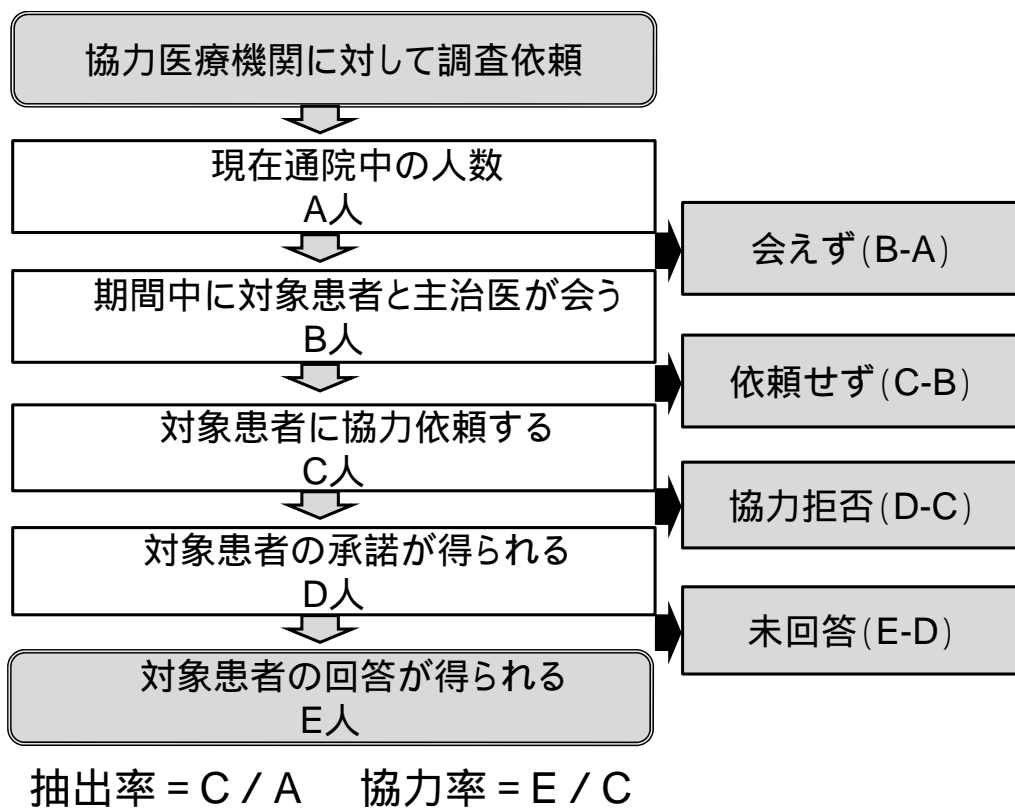 協力医療機関に対して調査依頼
現在通院中の人数
A人
会えず(B-A)
期間中に対象患者と主治医が会う
B人
依頼せず(C-B)
対象患者に協力依頼する
C人
協力拒否(D-C)
対象患者の承諾が得られる
D人
未回答(E-D)
対象患者の回答が得られる
E人
抽出率 = C / A 協力率 = E / C